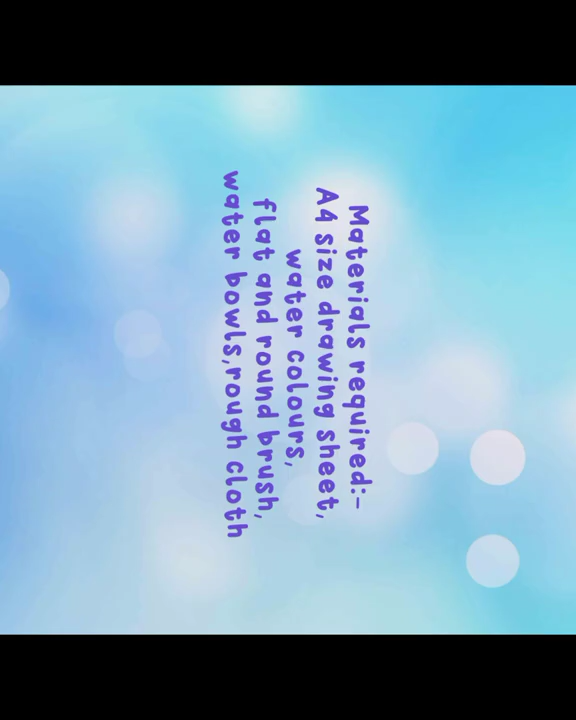 Materials required:-
A4 size drawing sheet,
water colours,
flat and round brush,
water bowls,rough cloth